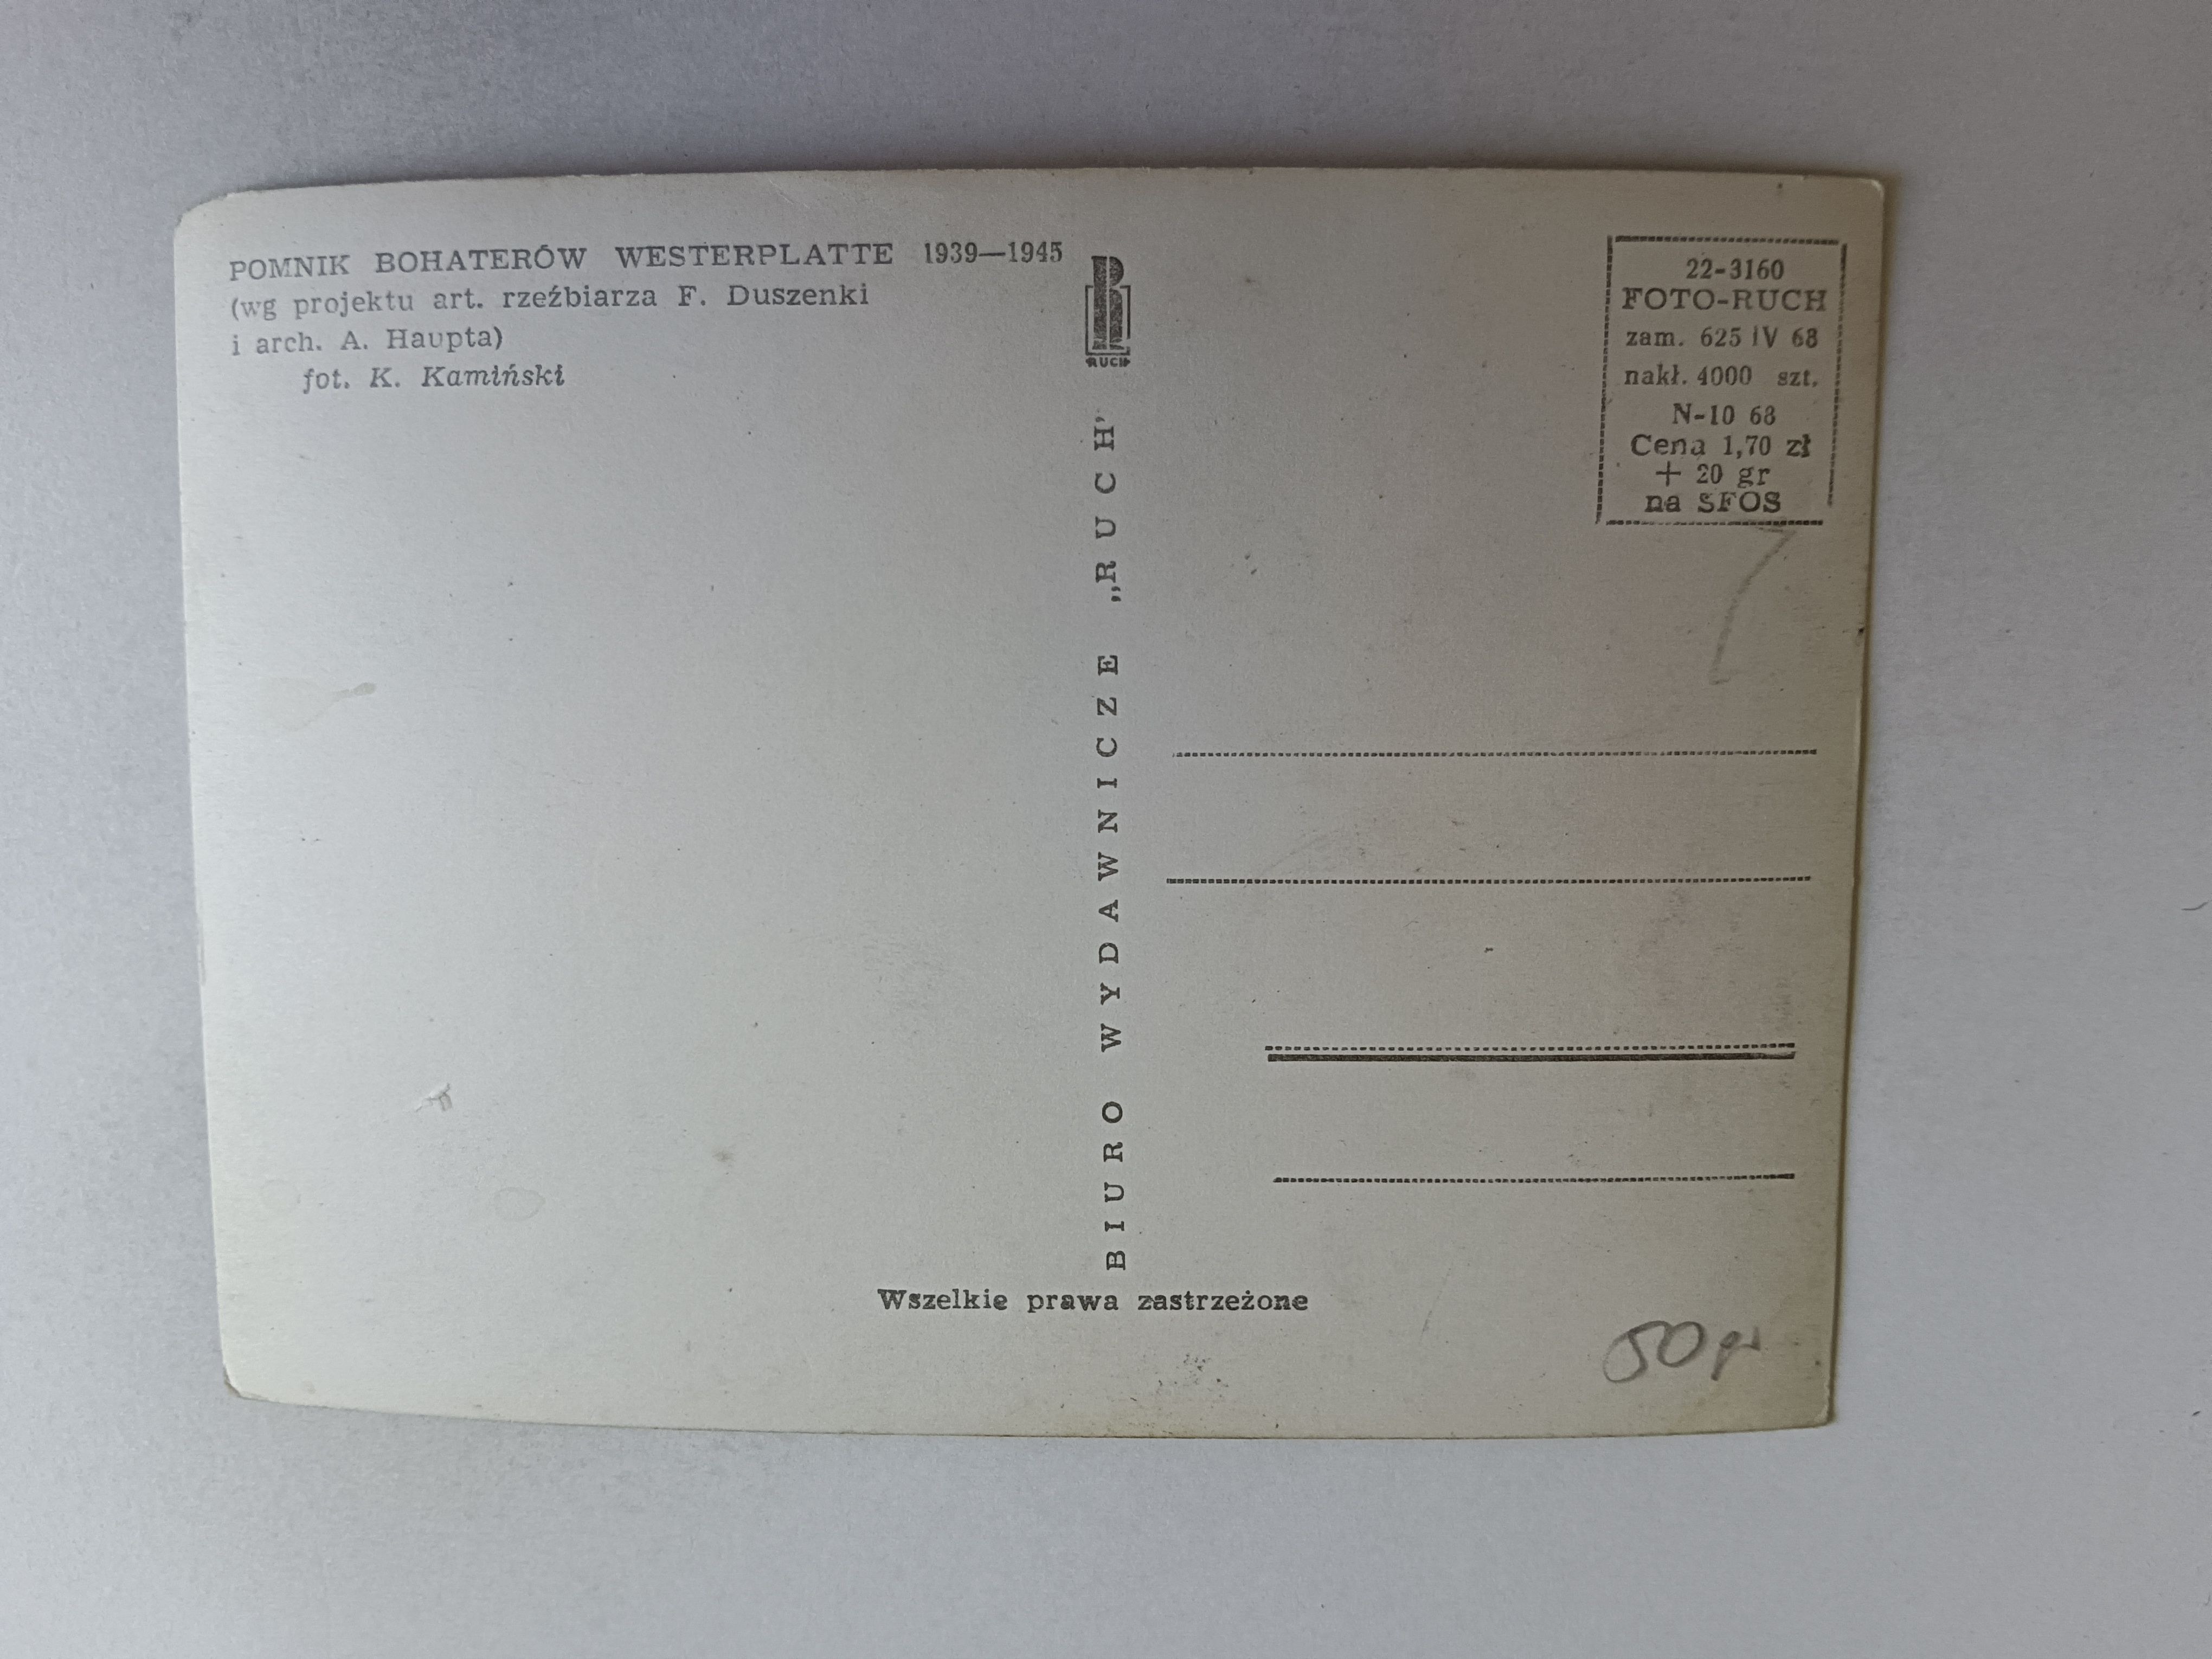 POMNIK BOHATERÓW WESTERPLATTE 1939—1945
(wg projektu art. rzeźbiarza F. Duszenki
i arch. A. Haupta)
fot. K. Kamiński
RUCH
BIURO WYDAWNICZE „RUCH’
22-3160
FOTO-RUCH
zam. 625 IV 68
nakł. 4000 szt.
N-10 68
Cena 1,70 zł
+ 20 gr
na SFOS
Wszelkie prawa zastrzeżone
50 gr